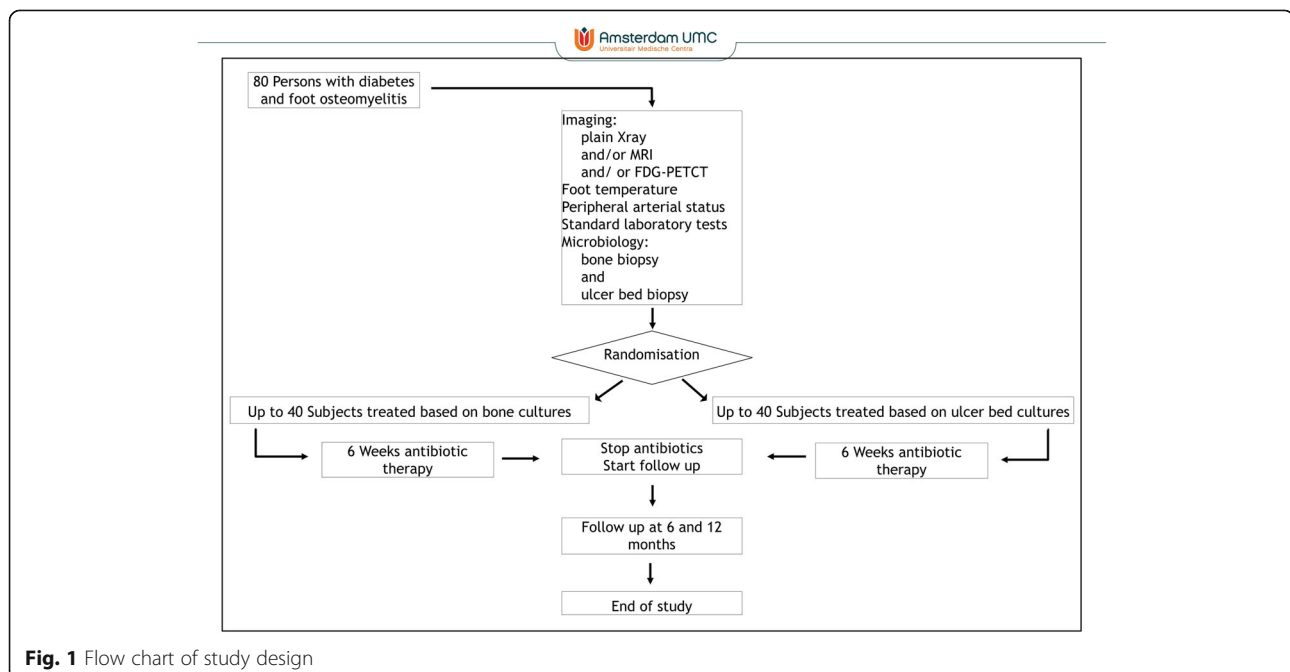 Amsterdam UMC
Universitair Medische Centra
80 Persons with diabetes
and foot osteomyelitis
Imaging:
plain Xray
and/or MRI
and/ or FDG-PETCT
Foot temperature
Peripheral arterial status
Standard laboratory tests
Microbiology:
bone biopsy
and
ulcer bed biopsy
Randomisation
Up to 40 Subjects treated based on bone cultures
Up to 40 Subjects treated based on ulcer bed cultures
6 Weeks antibiotic
therapy
Stop antibiotics
Start follow up
6 Weeks antibiotic
therapy
Follow up at 6 and 12
months
End of study
Fig. 1 Flow chart of study design